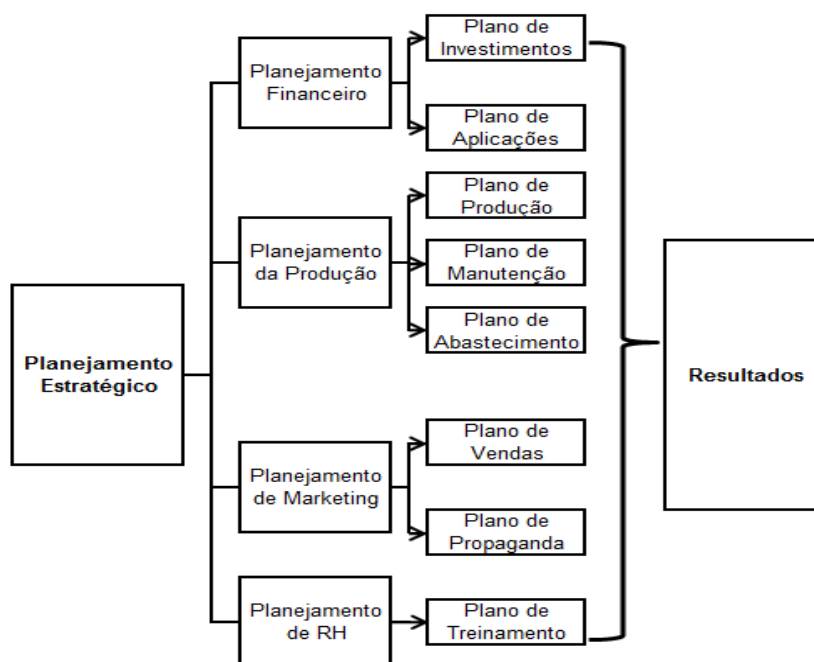 Planejamento
Estratégico
Planejamento
Financeiro
Plano de
Investimentos
Plano de
Aplicações
Planejamento
da Produção
Plano de
Produção
Plano de
Manutenção
Plano de
Abastecimento
Planejamento
de Marketing
Plano de
Vendas
Plano de
Propaganda
Planejamento
de RH
Plano de
Treinamento
Resultados